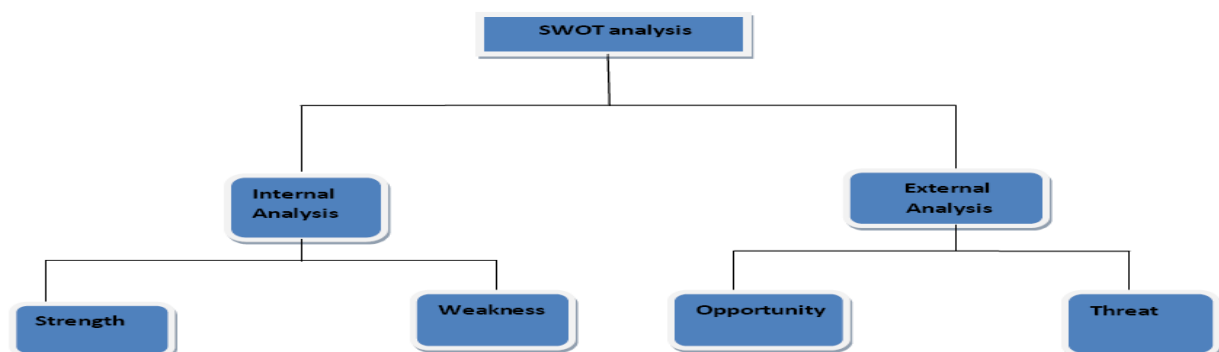 SWOT analysis
Internal
Analysis
External
Analysis
Strength
Weakness
Opportunity
Threat